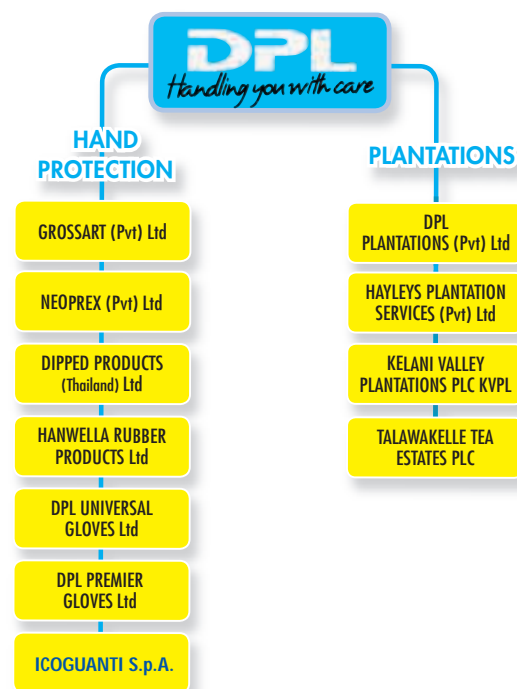 DPL
Handling you with care
HAND
PROTECTION
GROSSART (Pvt) Ltd
NEOPREX (Pvt) Ltd
DIPPED PRODUCTS
(Thailand) Ltd
HANWELLA RUBBER
PRODUCTS Ltd
DPL UNIVERSAL
GLOVES Ltd
DPL PREMIER
GLOVES Ltd
ICOGUANTI S.p.A.
PLANTATIONS
DPL
PLANTATIONS (Pvt) Ltd
HAYLEYS PLANTATION
SERVICES (Pvt) Ltd
KELANI VALLEY
PLANTATIONS PLC KVPL
TALAWAKELLE TEA
ESTATES PLC